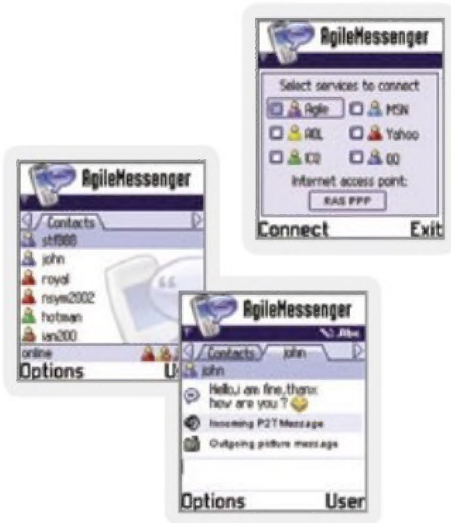 AgileMessenger
Select services to connect
Agile MSN
AOL Yahoo
ICQ QQ
Internet access point:
RAS PPP
Connect Exit
AgileMessenger
Contacts
stf988
john
royal
nsym2002
hotman
ian200
online
Options
AgileMessenger
Abc
Contacts john
john
Hello,i am fine,thanx
how are you ?
Incoming P2T Message
Outgoing picture message
Options User